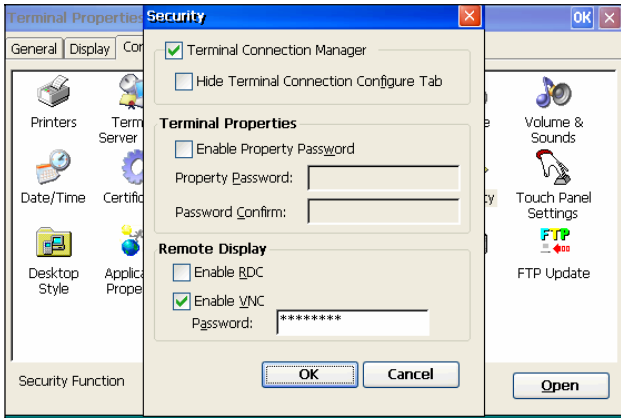 Terminal Properties
Security
OK
General
Display
Terminal Connection Manager
Hide Terminal Connection Configure Tab
Printers
Volume &
Sounds
Terminal Properties
Enable Property Password
Property Password:
Password Confirm:
Date/Time
Touch Panel
Settings
Remote Display
Enable RDC
Enable VNC
Password:
********
Desktop
Style
FTP
FTP Update
OK
Cancel
Security Function
Open